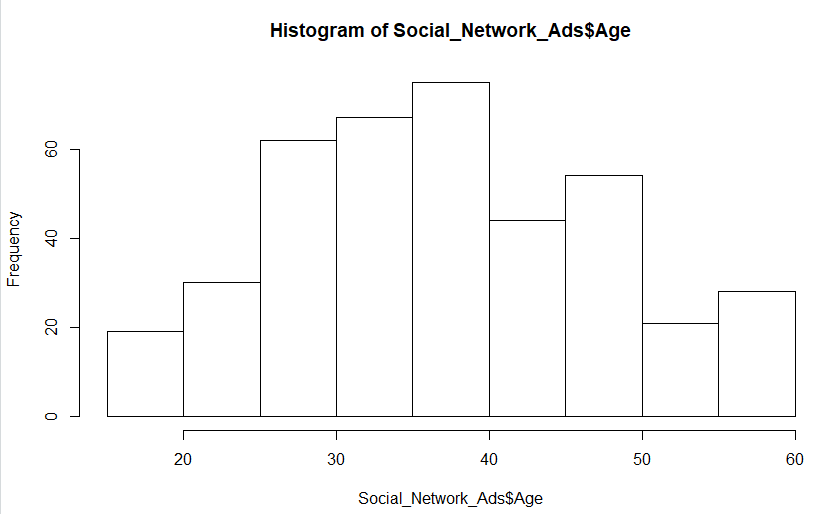 Histogram of Social_Network_Ads$Age
Frequency
60
40
20
0
20 30 40 50 60
Social_Network_Ads$Age